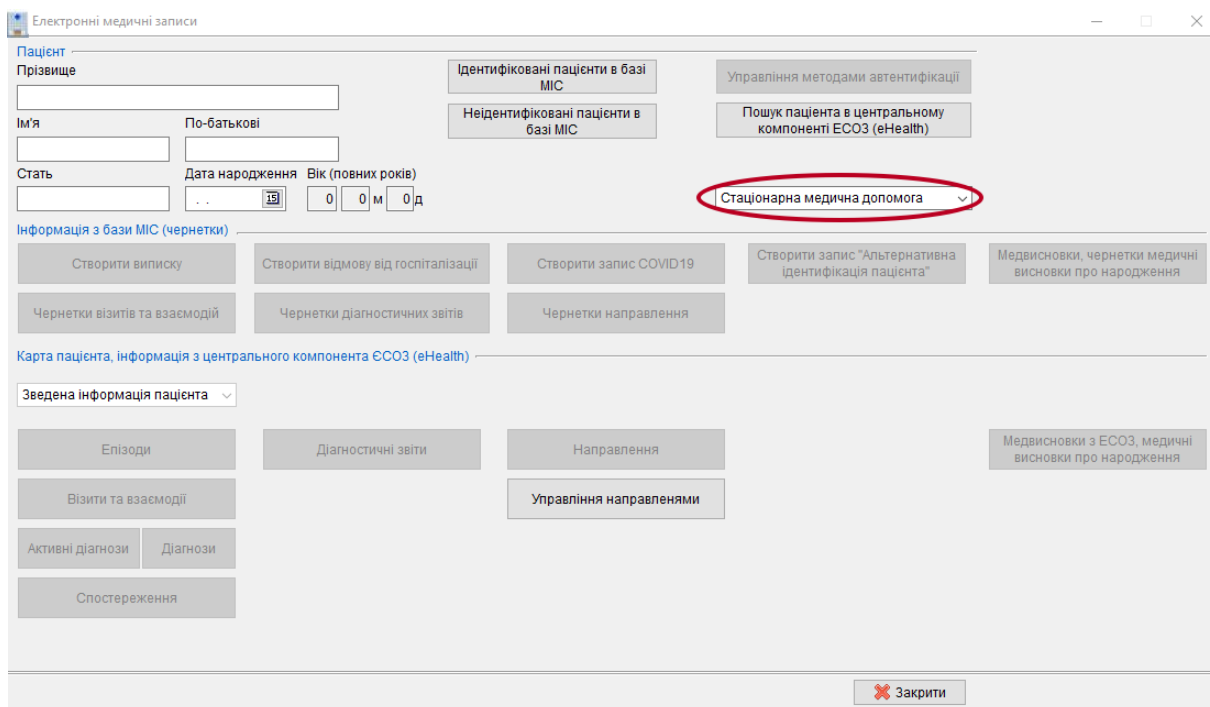 Електронні медичні записи
Пацієнт
Прізвище
Ідентифіковані пацієнти в базі
МІС
Управління методами автентифікації
Неідентифіковані пацієнти в
базі МІС
Пошук пацієнта в центральному
компоненті ЕСОЗ (eHealth)
Ім'я
По-батькові
Стать
Дата народження
Вік (повних років)
. .
15
0
0 м
0 д
Стаціонарна медична допомога
Інформація з бази МІС (чернетки)
Створити виписку
Створити відмову від госпіталізації
Створити запис COVID19
Створити запис "Альтернативна
ідентифікація пацієнта"
Медвисновки, чернетки медичні
висновки про народження
Чернетки візитів та взаємодій
Чернетки діагностичних звітів
Чернетки направлення
Карта пацієнта, інформація з центрального компонента ЄСОЗ (eHealth)
Зведена інформація пацієнта
Епізоди
Діагностичні звіти
Направлення
Медвисновки з ЕСОЗ, медичні
висновки про народження
Візити та взаємодії
Управління направленями
Активні діагнози
Діагнози
Спостереження
Закрити